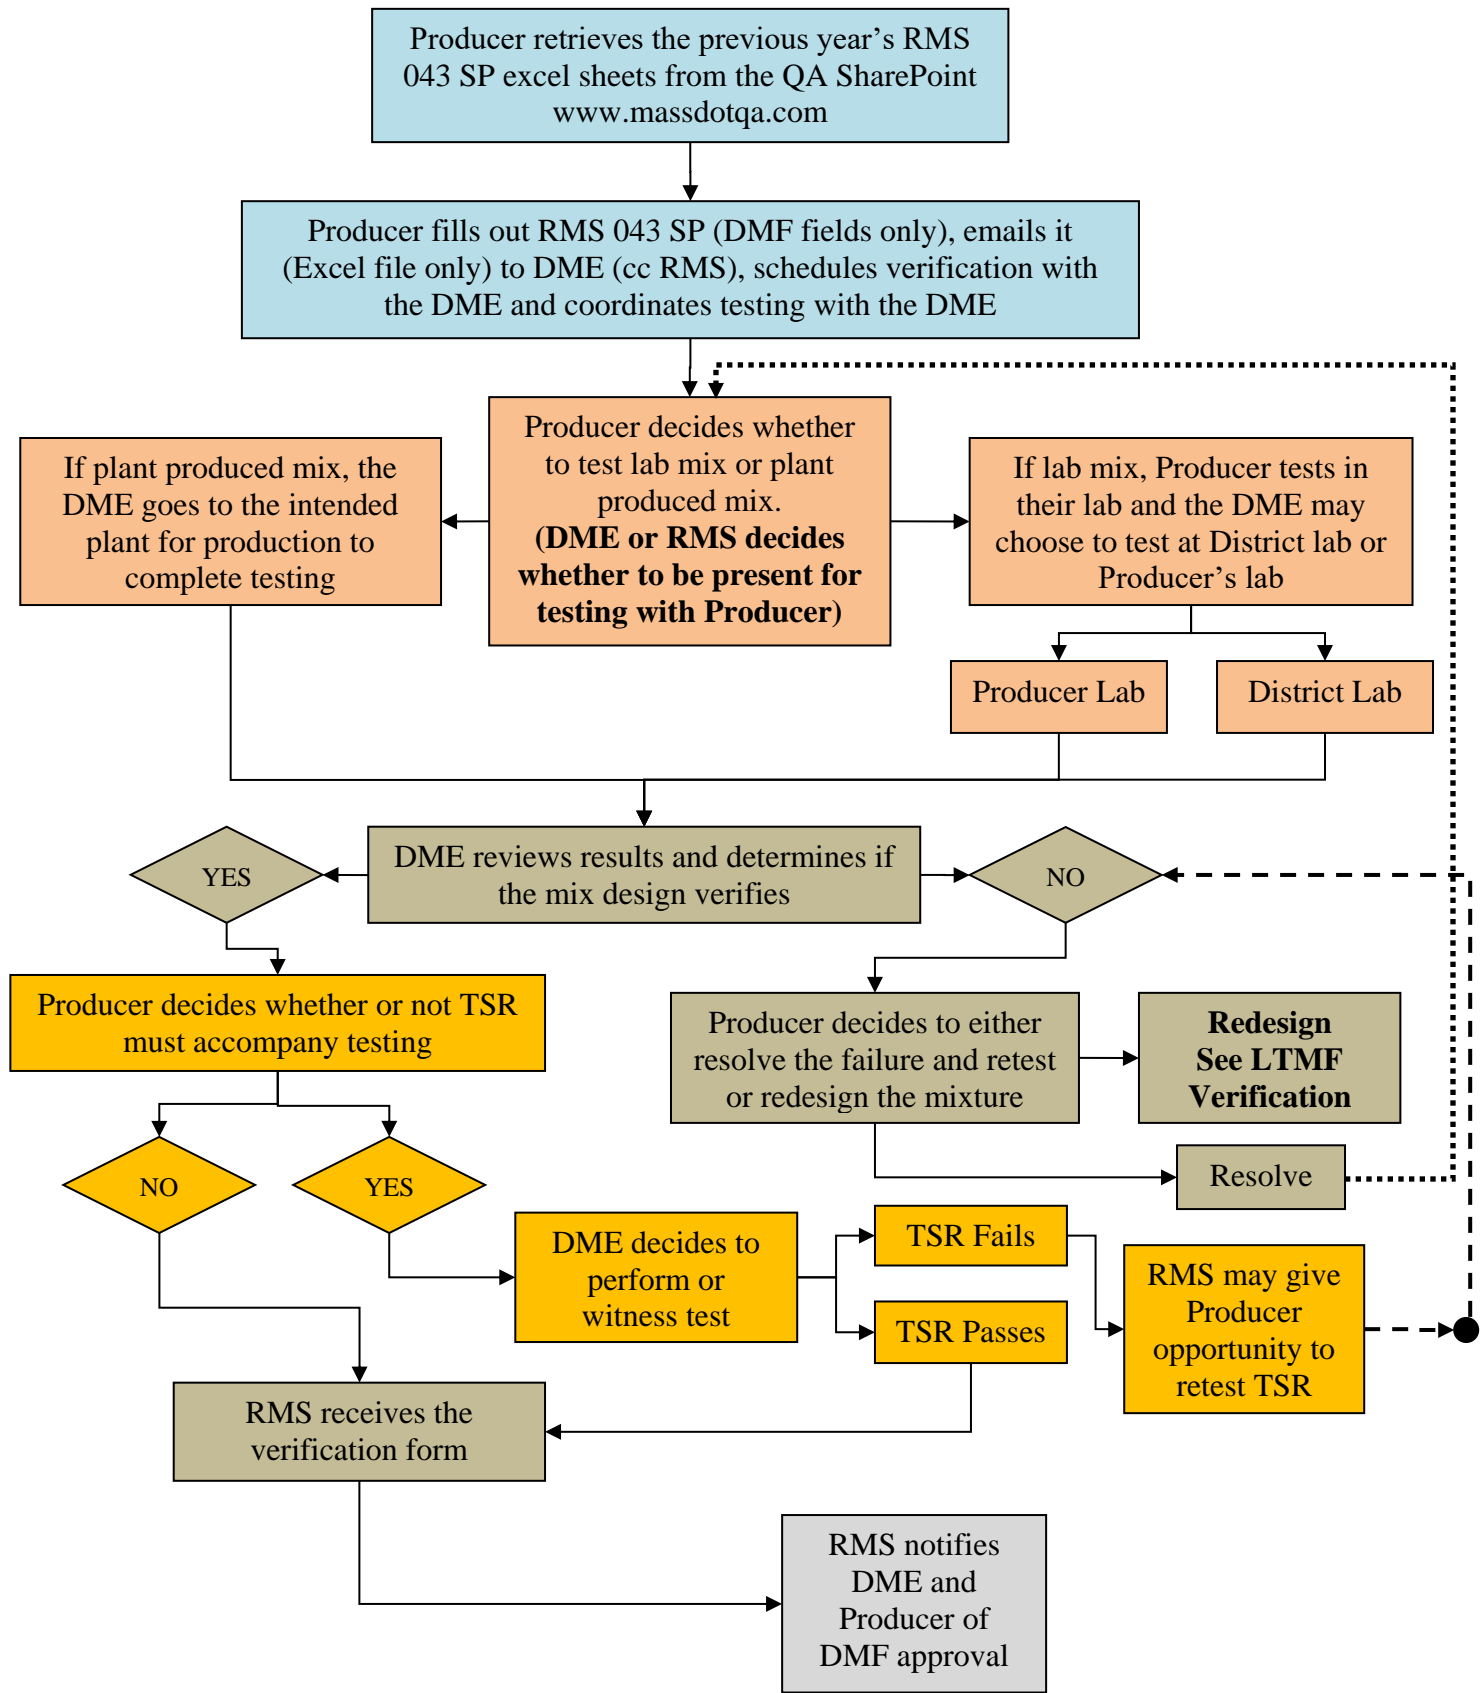 Producer retrieves the previous year’s RMS
043 SP excel sheets from the QA SharePoint
www.massdotqa.com
Producer fills out RMS 043 SP (DMF fields only), emails it
(Excel file only) to DME (cc RMS), schedules verification with
the DME and coordinates testing with the DME
If plant produced mix, the
DME goes to the intended
plant for production to
complete testing
Producer decides whether
to test lab mix or plant
produced mix.
(DME or RMS decides
whether to be present for
testing with Producer)
If lab mix, Producer tests in
their lab and the DME may
choose to test at District lab or
Producer’s lab
Producer Lab
District Lab
YES
DME reviews results and determines if
the mix design verifies
NO
Producer decides whether or not TSR
must accompany testing
Producer decides to either
resolve the failure and retest
or redesign the mixture
Redesign
See LTMF
Verification
Resolve
NO
YES
DME decides to
perform or
witness test
TSR Fails
TSR Passes
RMS may give
Producer
opportunity to
retest TSR
RMS receives the
verification form
RMS notifies
DME and
Producer of
DMF approval